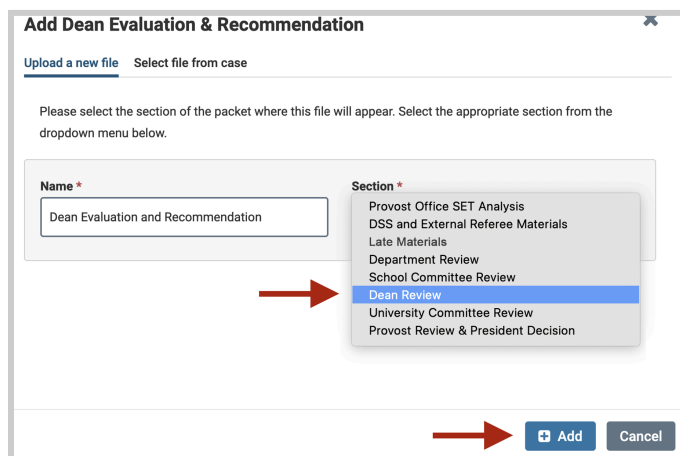 Add Dean Evaluation & Recommendation
Upload a new file Select file from case
Please select the section of the packet where this file will appear. Select the appropriate section from the
dropdown menu below.
Name * Section *
Dean Evaluation and Recommendation
Provost Office SET Analysis
DSS and External Referee Materials
Late Materials
Department Review
School Committee Review
Dean Review
University Committee Review
Provost Review & President Decision
Add Cancel